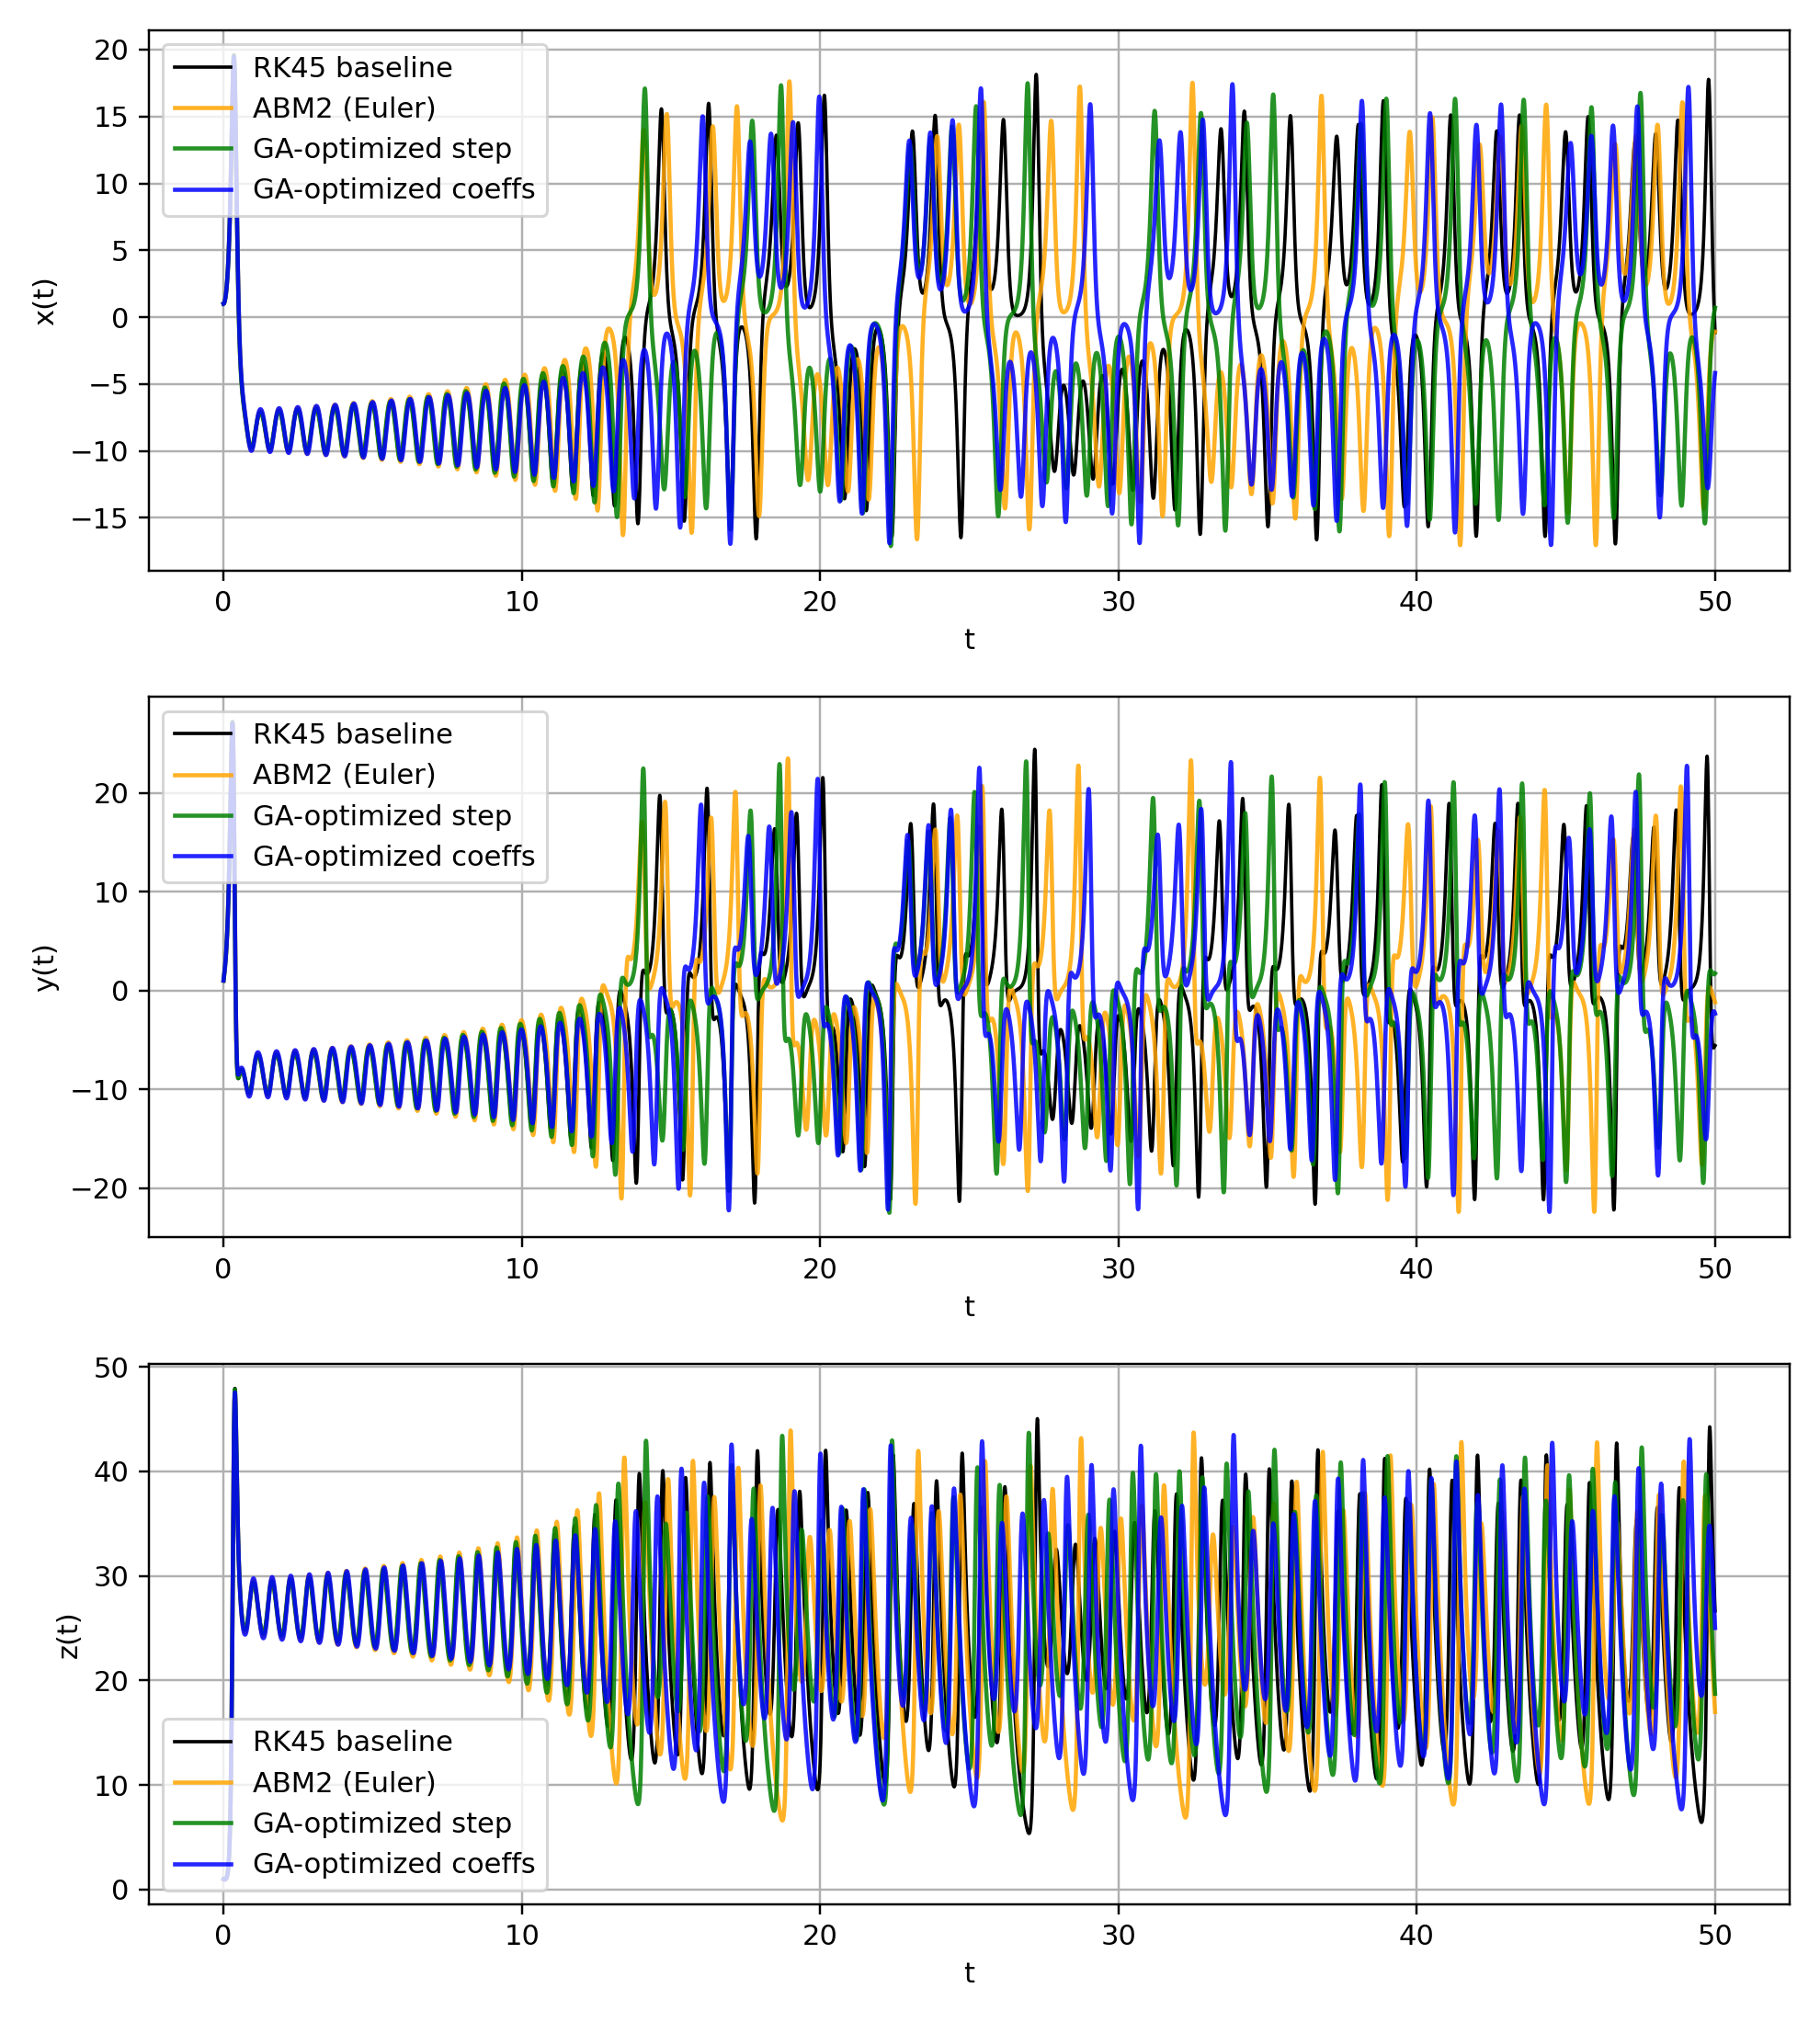 20
15
10
5
0
−5
−10
−15
x(t)
RK45 baseline
ABM2 (Euler)
GA-optimized step
GA-optimized coeffs
0 10 20 30 40 50
t
20
10
0
−10
−20
y(t)
RK45 baseline
ABM2 (Euler)
GA-optimized step
GA-optimized coeffs
0 10 20 30 40 50
t
50
40
30
20
10
0
z(t)
RK45 baseline
ABM2 (Euler)
GA-optimized step
GA-optimized coeffs
0 10 20 30 40 50
t